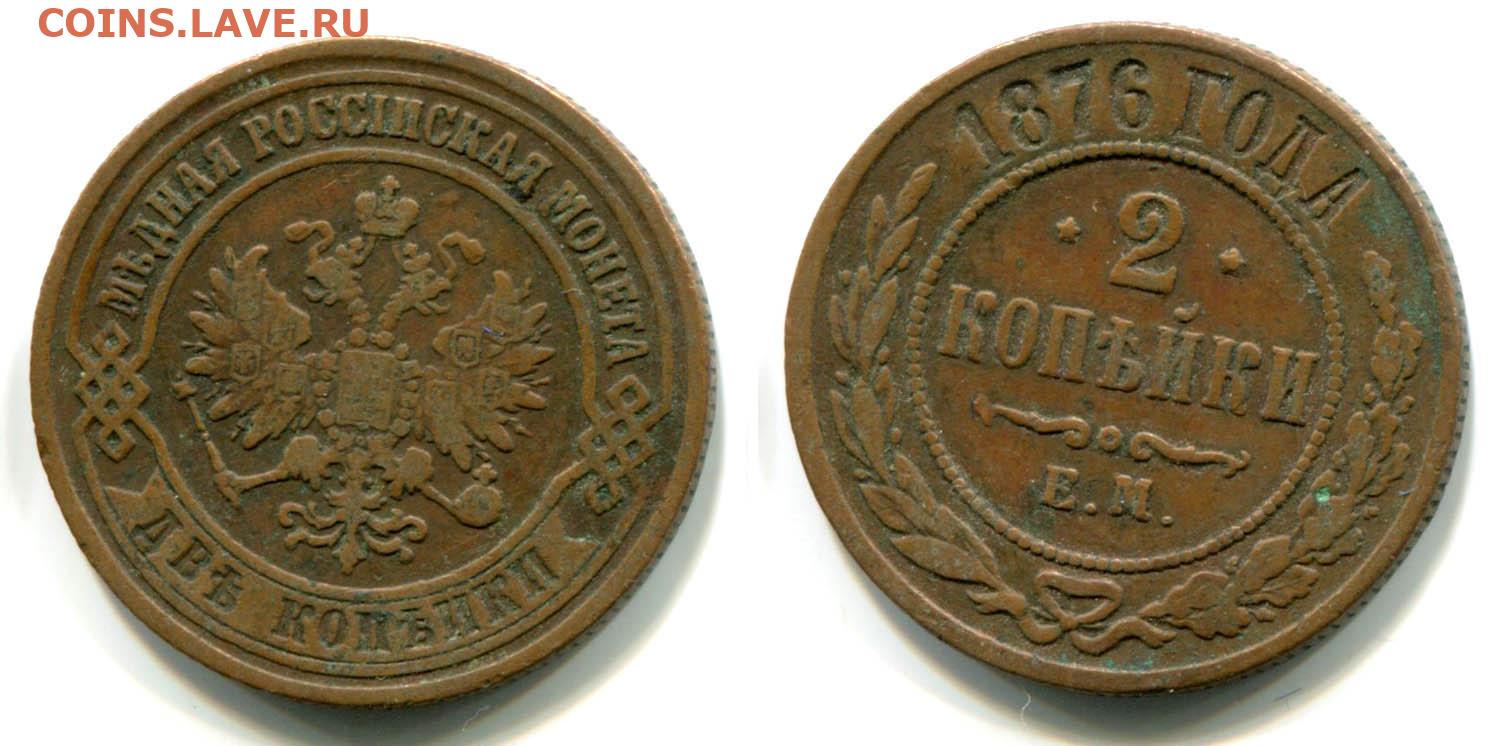 COINS.LAVE.RU
МѢДНАЯ РОССІЙСКАЯ МОНЕТА
ДВѢ КОПѢЙКИ
1876 ГОДА
2
КОПѢЙКИ
Е.М.